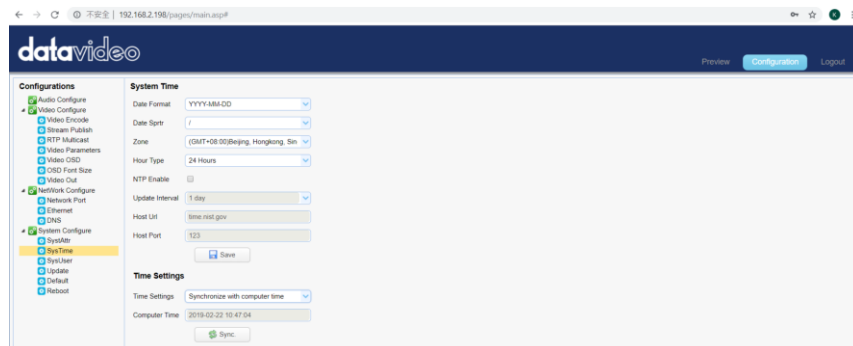 不安全 | 192.168.2.198/pages/main.asp#
K
datavideo
Preview
Configuration
Logout
Configurations
Audio Configure
Video Configure
Video Encode
Stream Publish
RTP Multicast
Video Parameters
Video OSD
OSD Font Size
Video Out
NetWork Configure
Network Port
Ethernet
DNS
System Configure
SystAttr
SysTime
SysUser
Update
Default
Reboot
System Time
Date Format YYYY-MM-DD
Date Sprtr /
Zone (GMT+08:00)Beijing, Hongkong, Sin
Hour Type 24 Hours
NTP Enable
Update Interval 1 day
Host Url time.nist.gov
Host Port 123
Save
Time Settings
Time Settings Synchronize with computer time
Computer Time 2019-02-22 10:47:04
Sync.